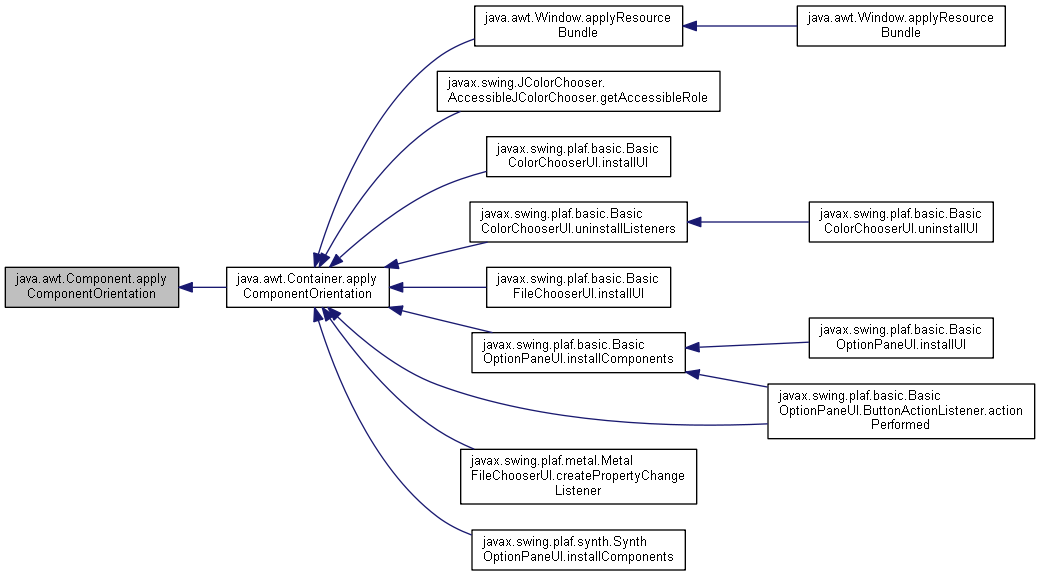 java.awt.Window.applyResource
Bundle
java.awt.Window.applyResource
Bundle
javax.swing.JColorChooser.
AccessibleJColorChooser.getAccessibleRole
javax.swing.plaf.basic.Basic
ColorChooserUI.installUI
javax.swing.plaf.basic.Basic
ColorChooserUI.uninstallListeners
javax.swing.plaf.basic.Basic
ColorChooserUI.uninstallUI
java.awt.Component.apply
ComponentOrientation
java.awt.Container.apply
ComponentOrientation
javax.swing.plaf.basic.Basic
FileChooserUI.installUI
javax.swing.plaf.basic.Basic
OptionPaneUI.installComponents
javax.swing.plaf.basic.Basic
OptionPaneUI.installUI
javax.swing.plaf.basic.Basic
OptionPaneUI.ButtonActionListener.action
Performed
javax.swing.plaf.metal.Metal
FileChooserUI.createPropertyChange
Listener
javax.swing.plaf.synth.Synth
OptionPaneUI.installComponents